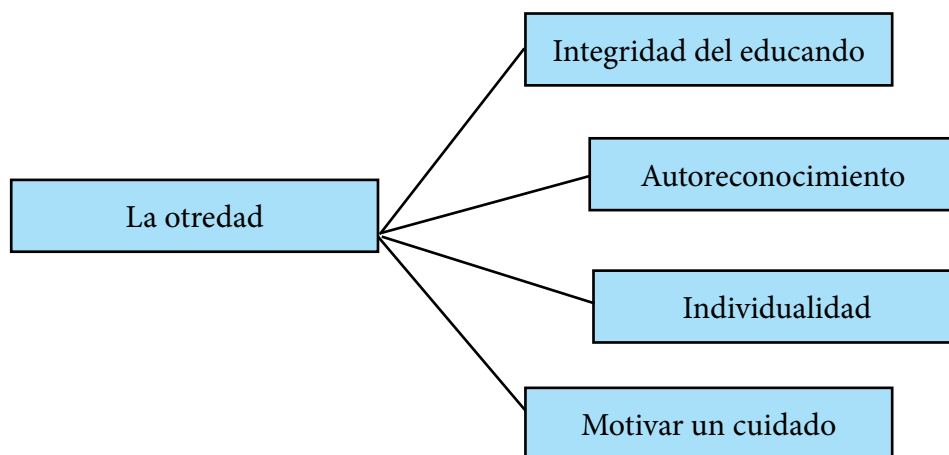 Integridad del educando
Autoreconocimiento
La otredad
Individualidad
Motivar un cuidado